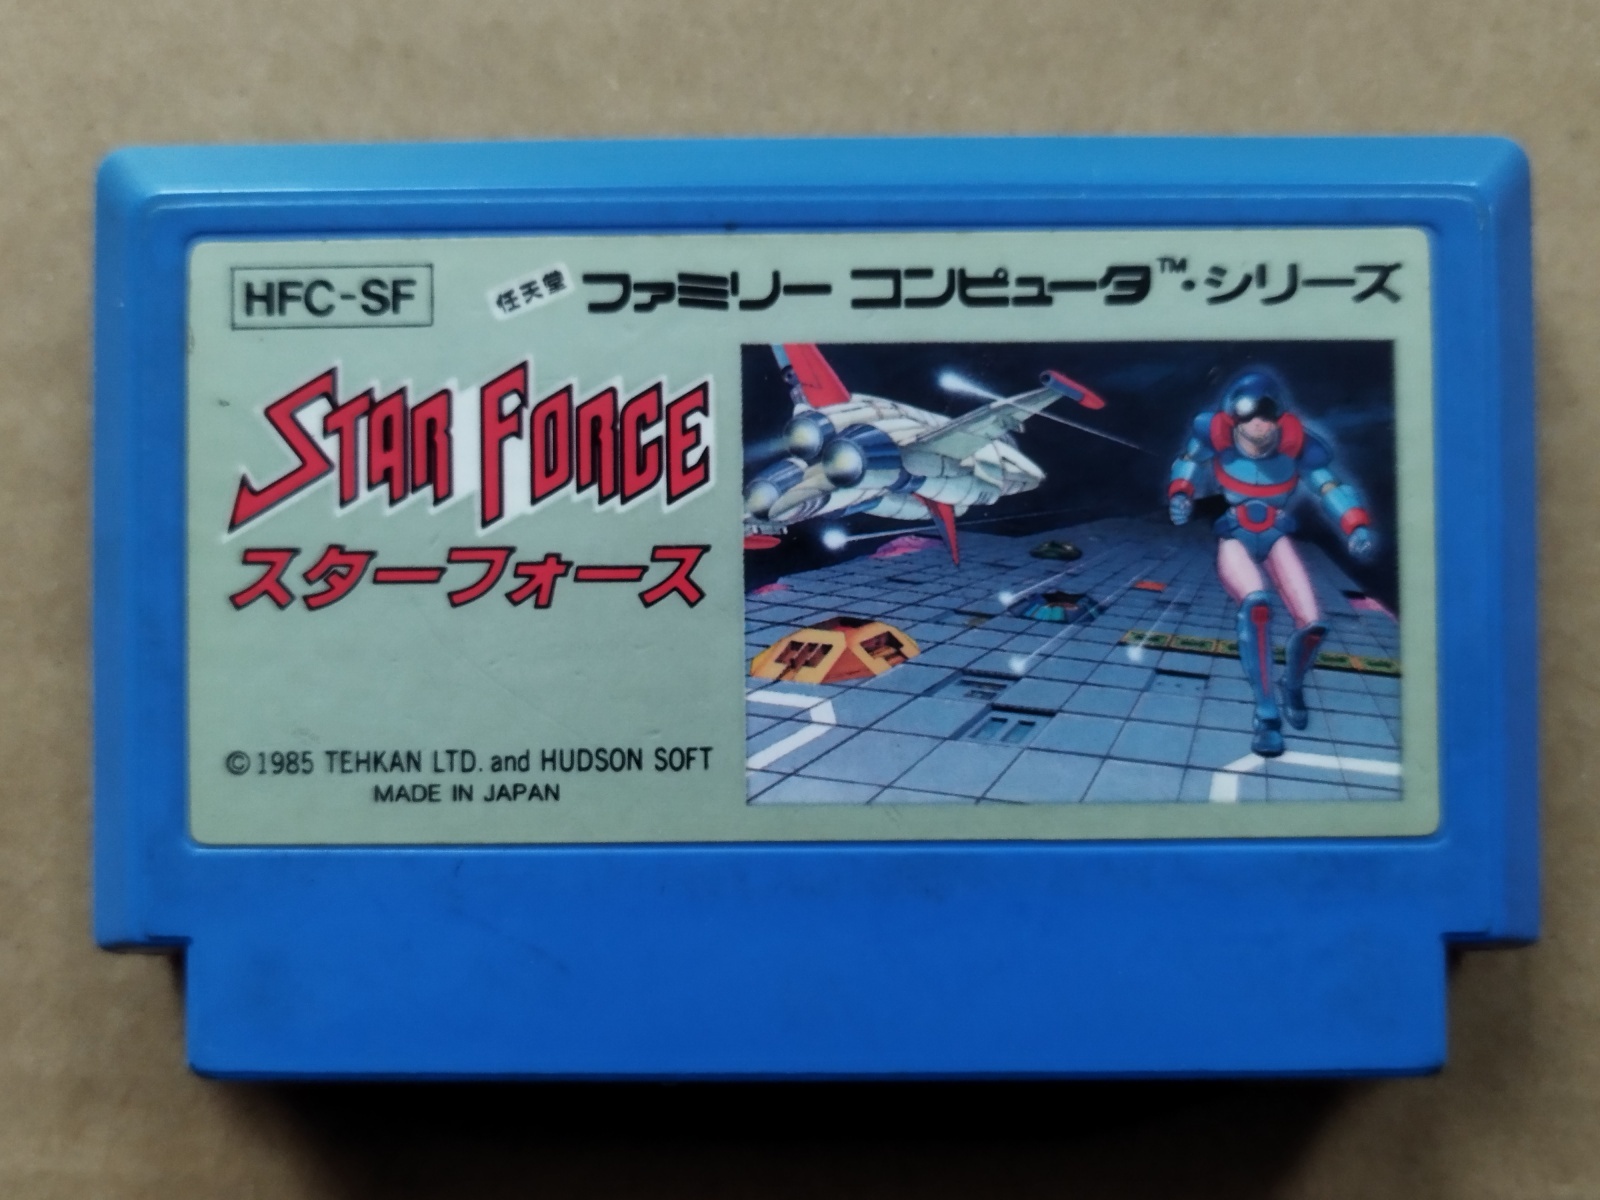 HFC-SF
任天堂 ファミリー コンピュータ™・シリーズ
STAR FORCE
スターフォース
©1985 TEHKAN LTD. and HUDSON SOFT
MADE IN JAPAN